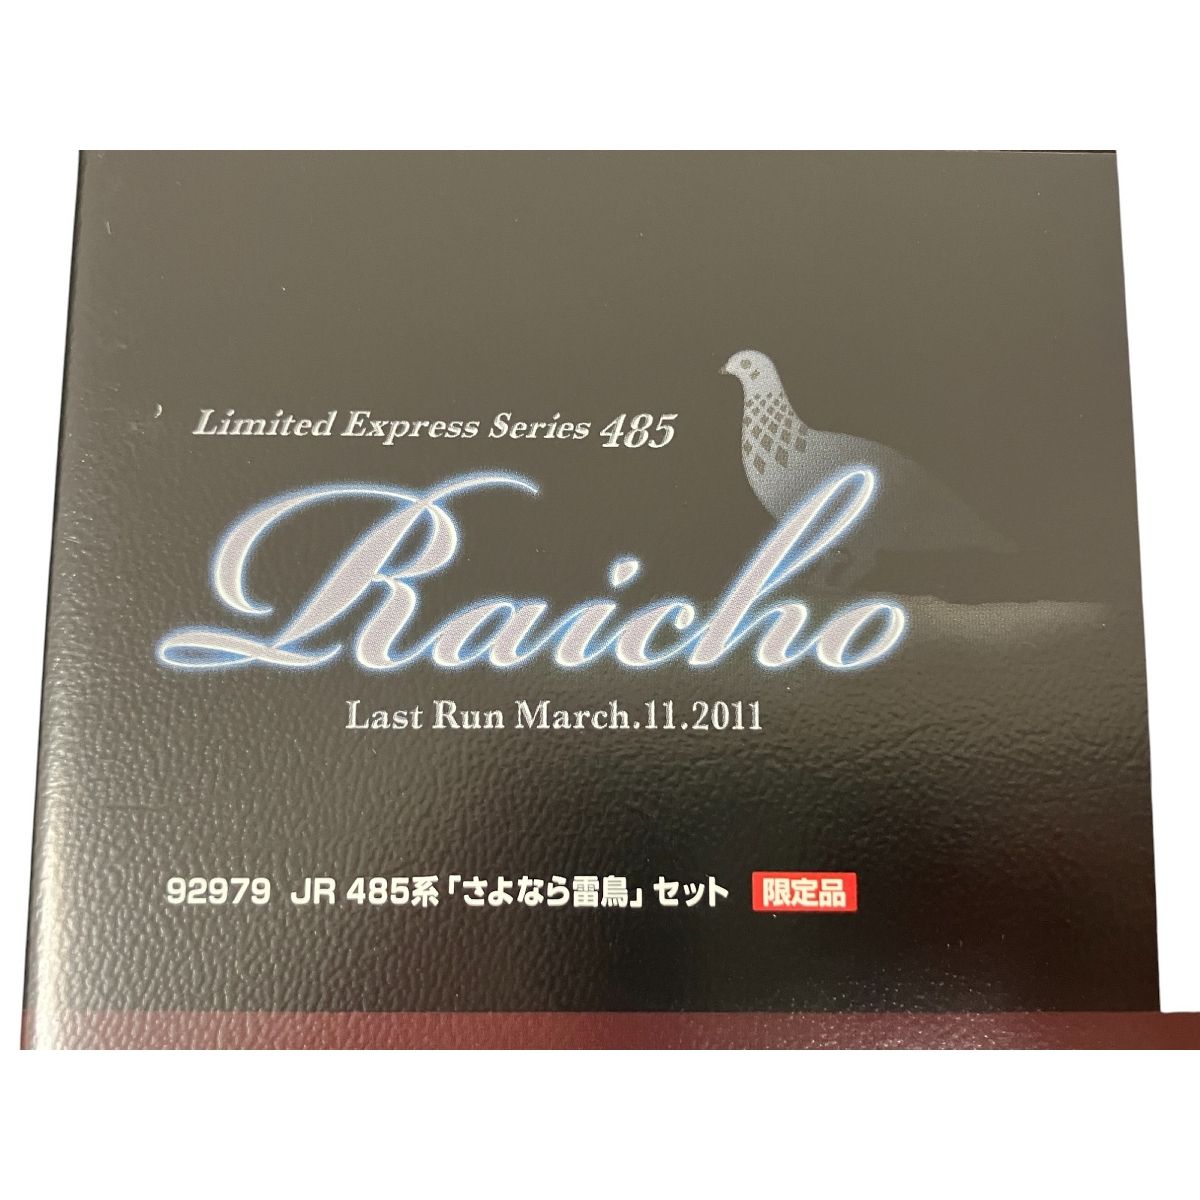 Limited Express Series 485
Raicho
Last Run March.11.2011
92979 JR 485系「さよなら雷鳥」セット 限定品